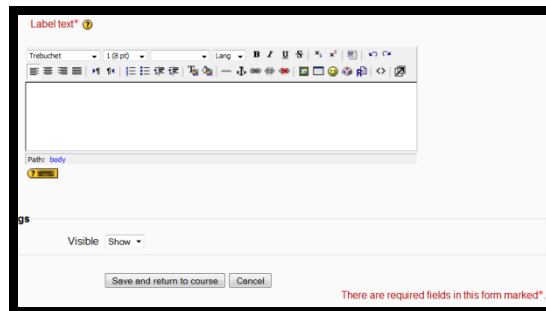 Label text*
Trebuchet 1 (8 pt) Lang B I U S
Path: body
gs
Visible Show
Save and return to course Cancel
There are required fields in this form marked*.